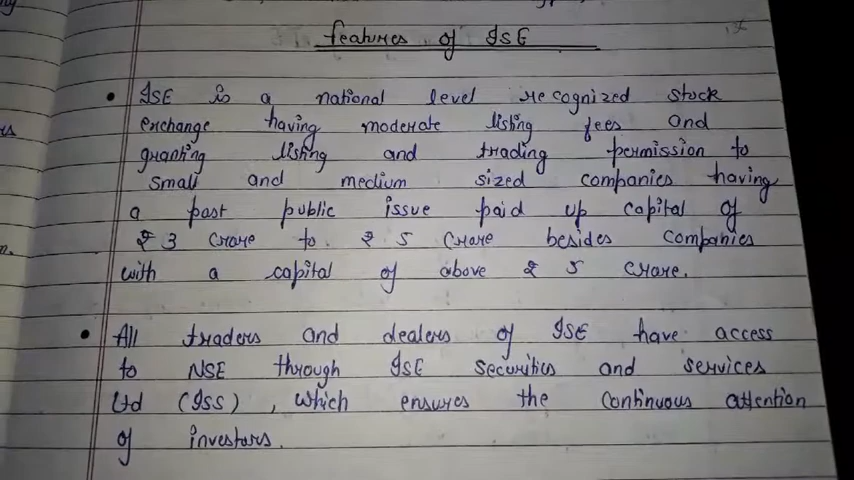 features of ISE
• ISE is a national level recognized stock
exchange having moderate listing fees and
granting listing and trading permission to
small and medium sized companies having
a past public issue paid up capital of
₹ 3 crore to ₹ 5 crore besides companies
with a capital of above ₹ 5 crore.
• All traders and dealers of ISE have access
to NSE through ISE securities and services
Ltd (ISS), which ensures the continuous attention
of investors.